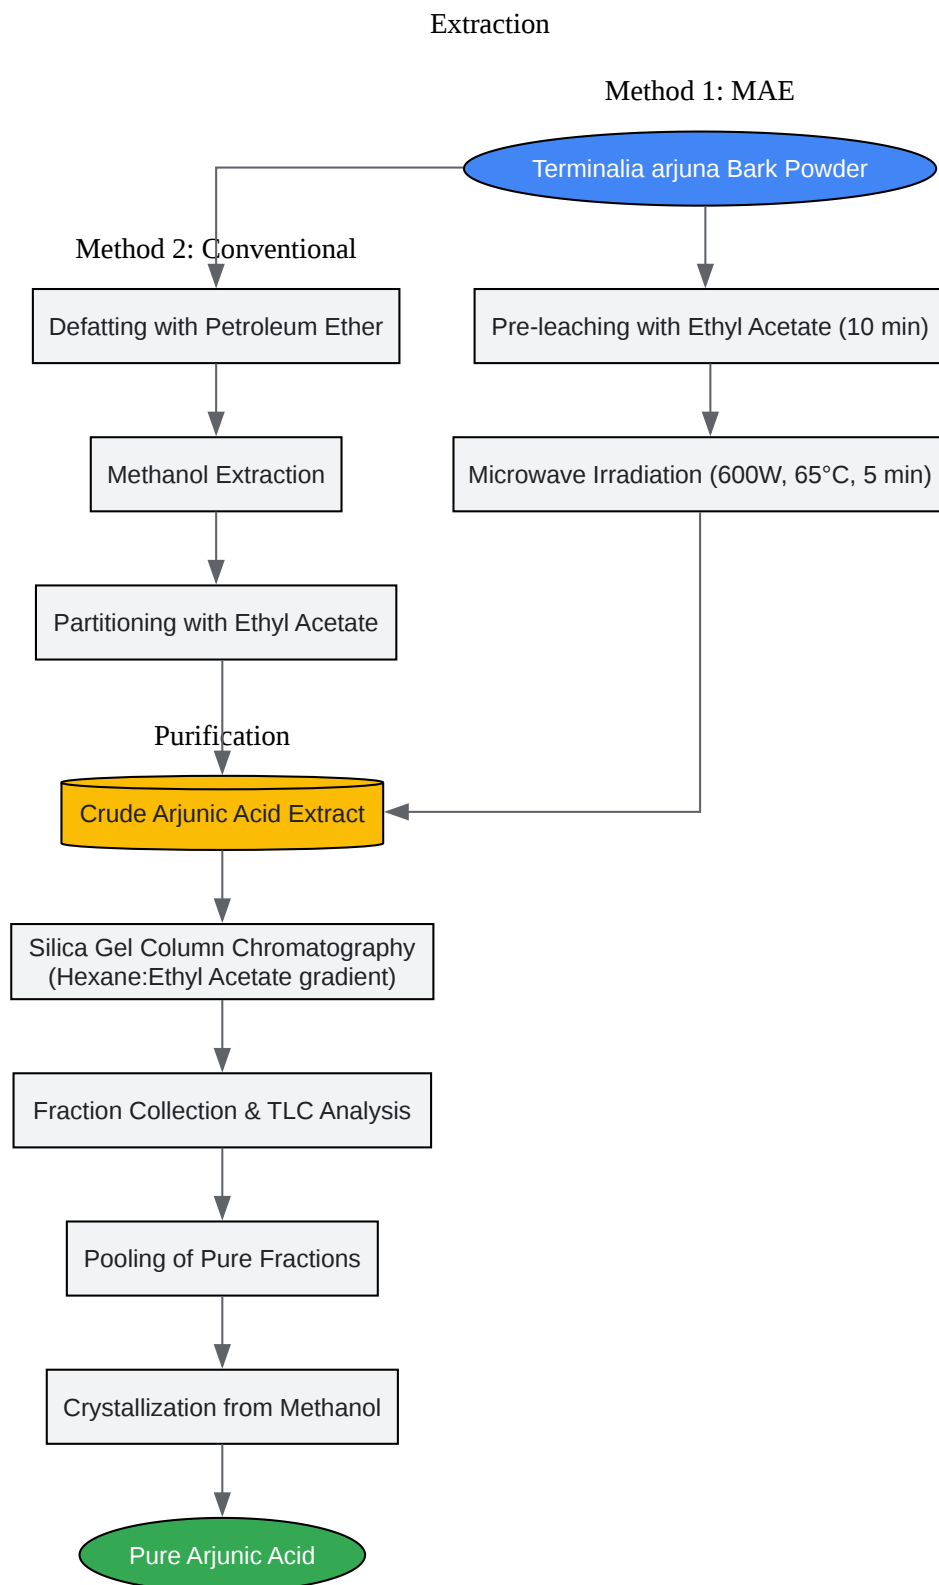 Extraction
Method 1: MAE
Terminalia arjuna Bark Powder
Method 2: Conventional
Defatting with Petroleum Ether
Pre-leaching with Ethyl Acetate (10 min)
Methanol Extraction
Microwave Irradiation (600W, 65°C, 5 min)
Partitioning with Ethyl Acetate
Purification
Crude Arjunic Acid Extract
Silica Gel Column Chromatography
(Hexane:Ethyl Acetate gradient)
Fraction Collection & TLC Analysis
Pooling of Pure Fractions
Crystallization from Methanol
Pure Arjunic Acid